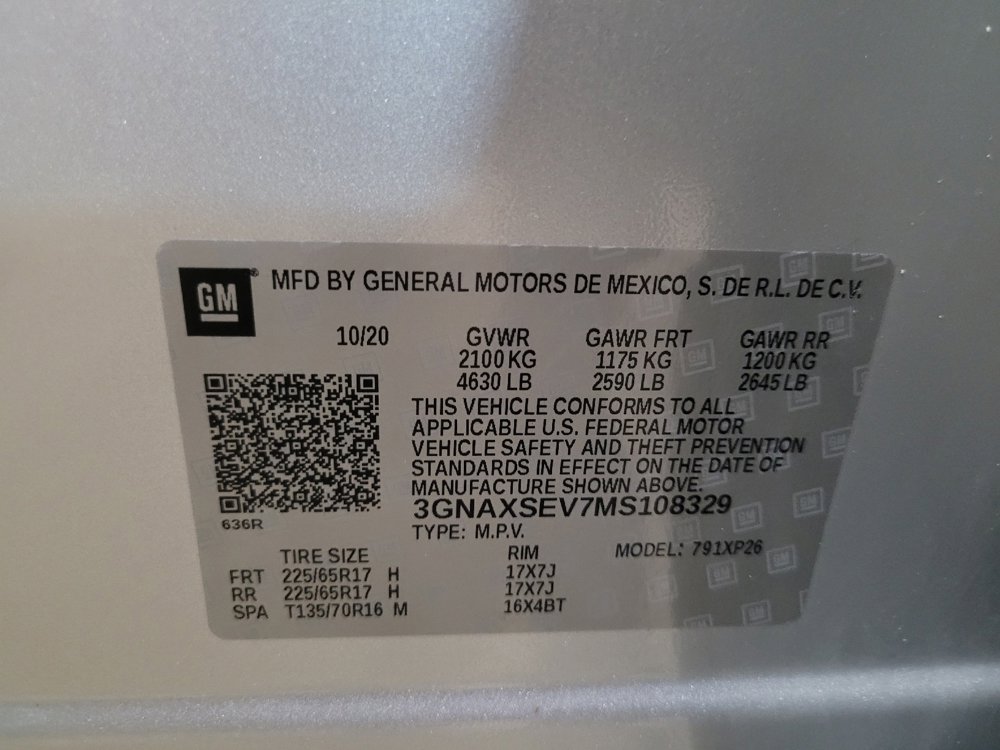 GM® MFD BY GENERAL MOTORS DE MEXICO, S. DE R.L. DE C.V.
10/20 GVWR GAWR FRT GAWR RR
2100 KG 1175 KG 1200 KG
4630 LB 2590 LB 2645 LB
THIS VEHICLE CONFORMS TO ALL
APPLICABLE U.S. FEDERAL MOTOR
VEHICLE SAFETY AND THEFT PREVENTION
STANDARDS IN EFFECT ON THE DATE OF
MANUFACTURE SHOWN ABOVE.
3GNAXSEV7MS108329
636R
TYPE: M.P.V.
TIRE SIZE RIM MODEL: 791XP26
FRT 225/65R17 H 17X7J
RR 225/65R17 H 17X7J
SPA T135/70R16 M 16X4BT